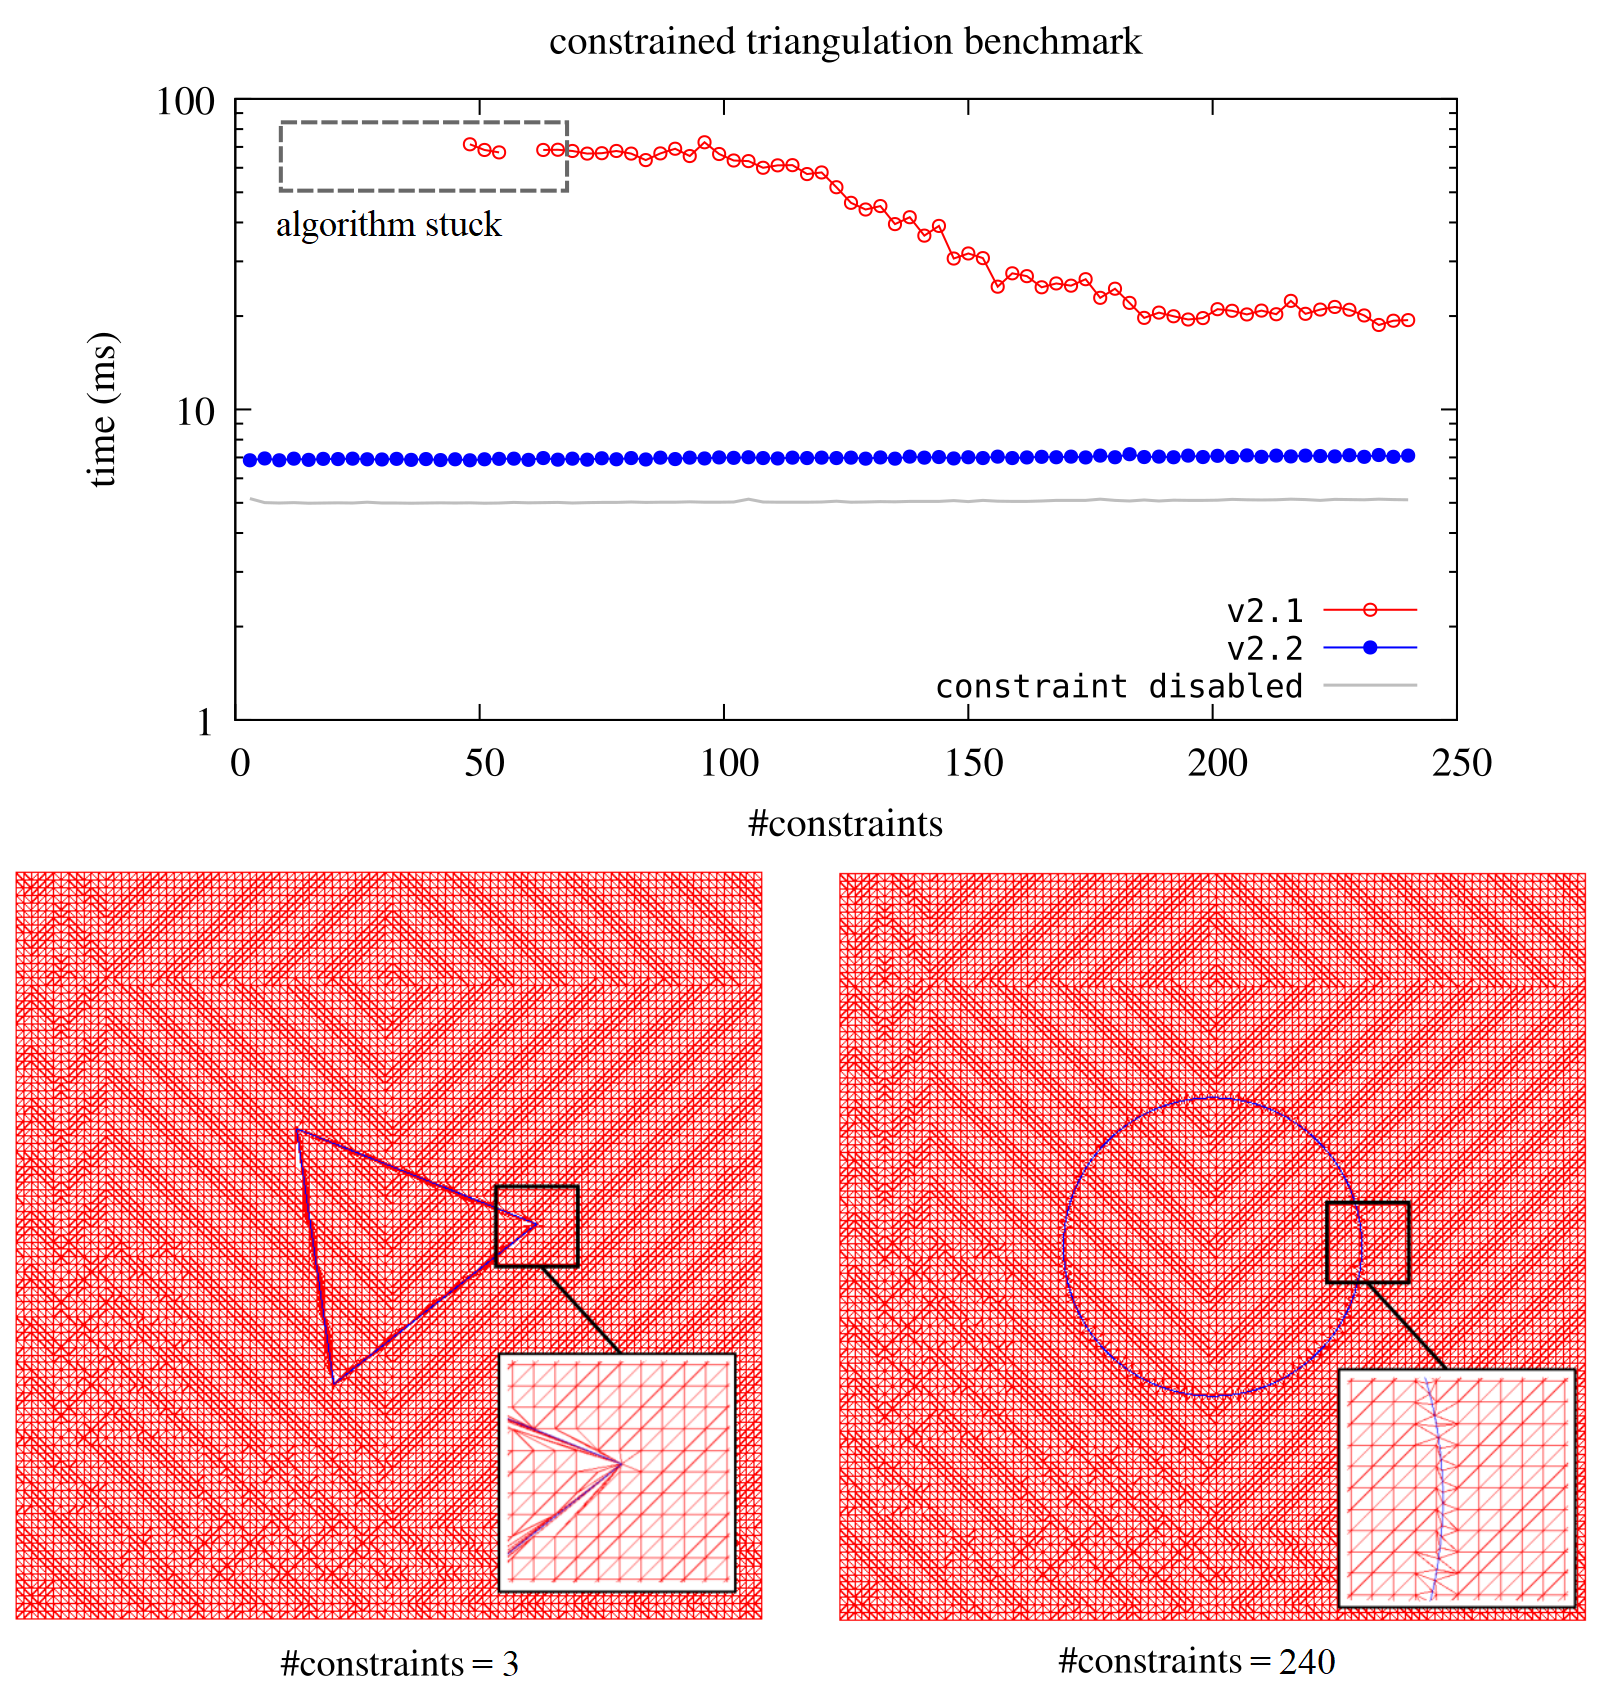 constrained triangulation benchmark
100
algorithm stuck
time (ms)
10
v2.1
v2.2
constraint disabled
1
0 50 100 150 200 250
#constraints
#constraints = 3
#constraints = 240